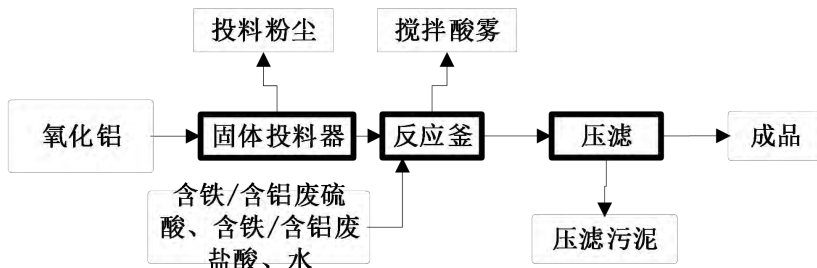 投料粉尘
搅拌酸雾
氧化铝
固体投料器
反应釜
压滤
成品
含铁/含铝废硫
酸、含铁/含铝废
盐酸、水
压滤污泥